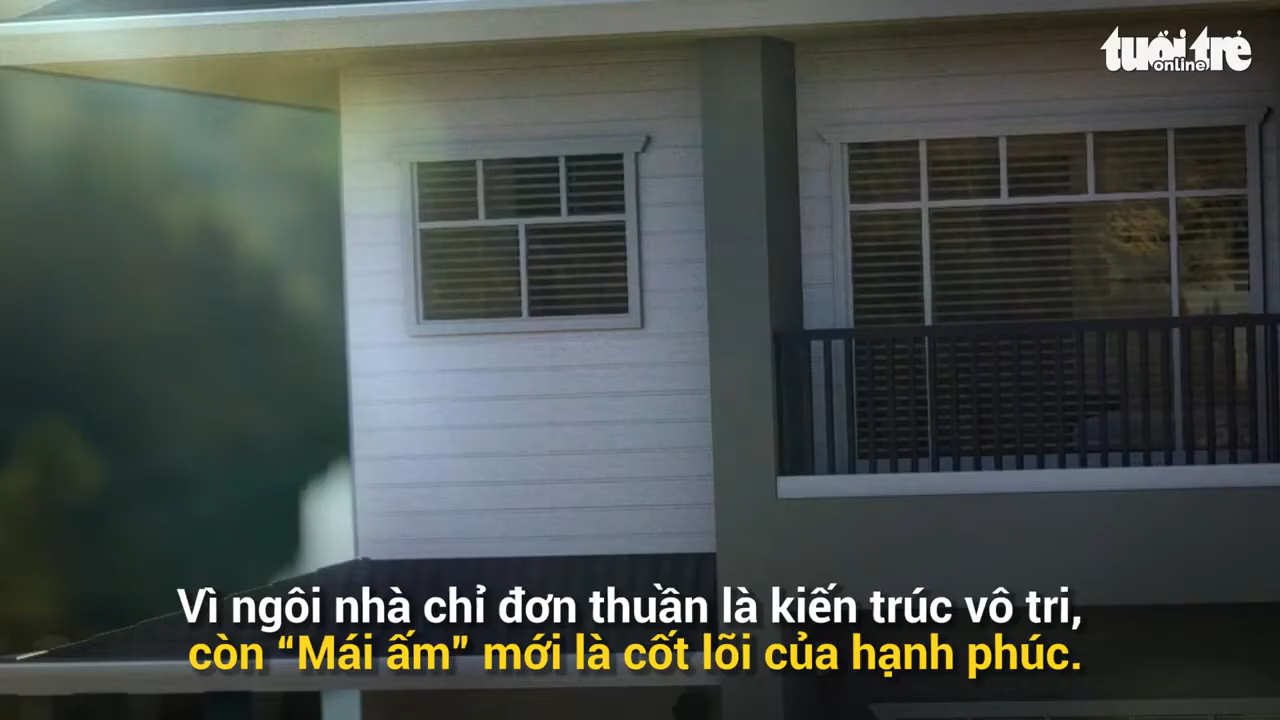 tuổi trẻ
online
Vì ngôi nhà chỉ đơn thuần là kiến trúc vô tri,
còn “Mái ấm” mới là cốt lõi của hạnh phúc.